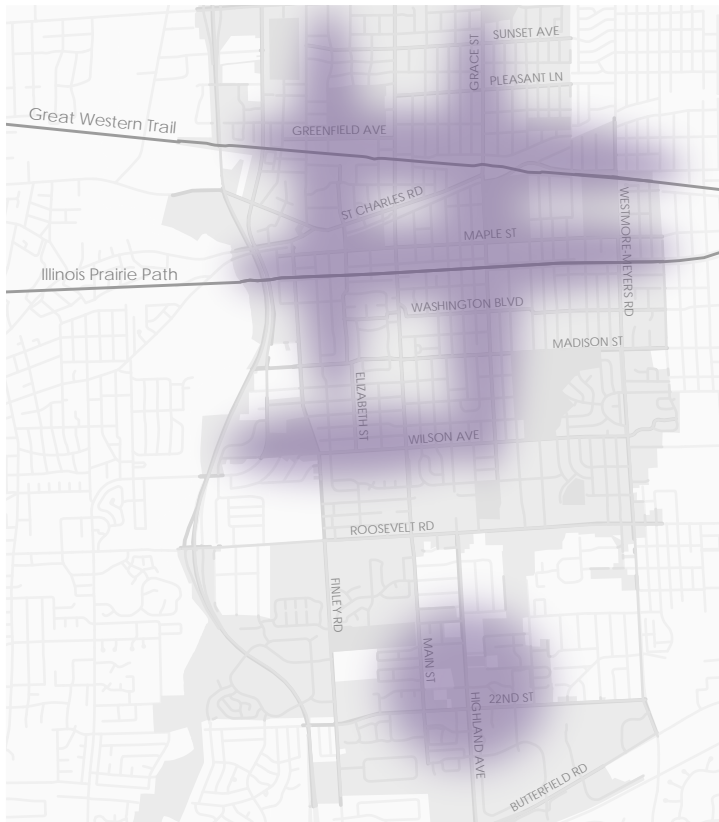 SUNSET AVE
GRACE ST
PLEASANT LN
Great Western Trail
GREENFIELD AVE
ST CHARLES RD
WESTMORE-MEYERS RD
MAPLE ST
Illinois Prairie Path
WASHINGTON BLVD
MADISON ST
ELIZABETH ST
WILSON AVE
ROOSEVELT RD
FINLEY RD
MAIN ST
22ND ST
HIGHLAND AVE
BUTTERFIELD RD